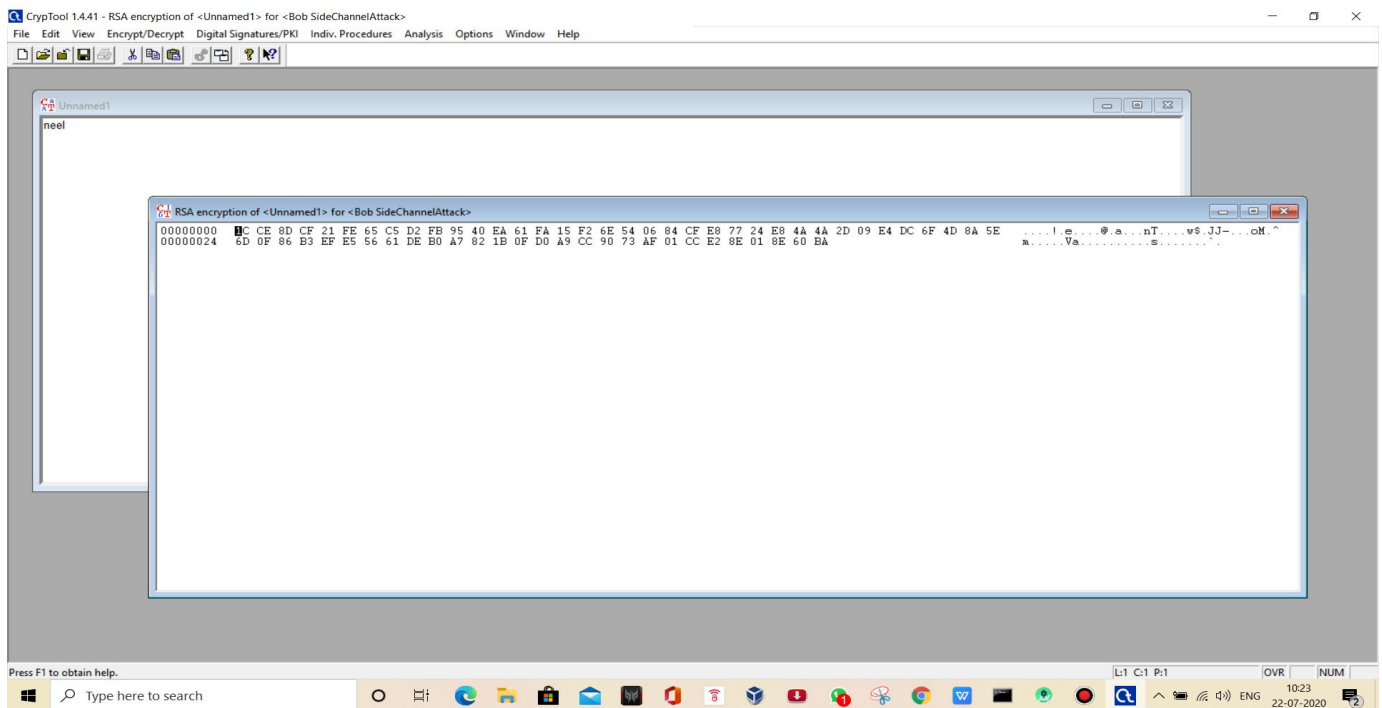 CrypTool 1.4.41 - RSA encryption of <Unnamed1> for <Bob SideChannelAttack>
File Edit View Encrypt/Decrypt Digital Signatures/PKI Indiv. Procedures Analysis Options Window Help
Unnamed1
neel
RSA encryption of <Unnamed1> for <Bob SideChannelAttack>
00000000 1C CE 8D CF 21 FE 65 C5 D2 FB 95 40 EA 61 FA 15 F2 6E 54 06 84 CF E8 77 24 E8 4A 4A 2D 09 E4 DC 6F 4D 8A 5E ....!.e....@.a...nT....w$.JJ-...oM.^
00000024 6D 0F 86 B3 EF E5 56 61 DE B0 A7 82 1B 0F D0 A9 CC 90 73 AF 01 CC E2 8E 01 8E 60 BA m.....Va..........s.......`.
Press F1 to obtain help.
L:1 C:1 P:1 OVR NUM
Type here to search
ENG
10:23
22-07-2020
2